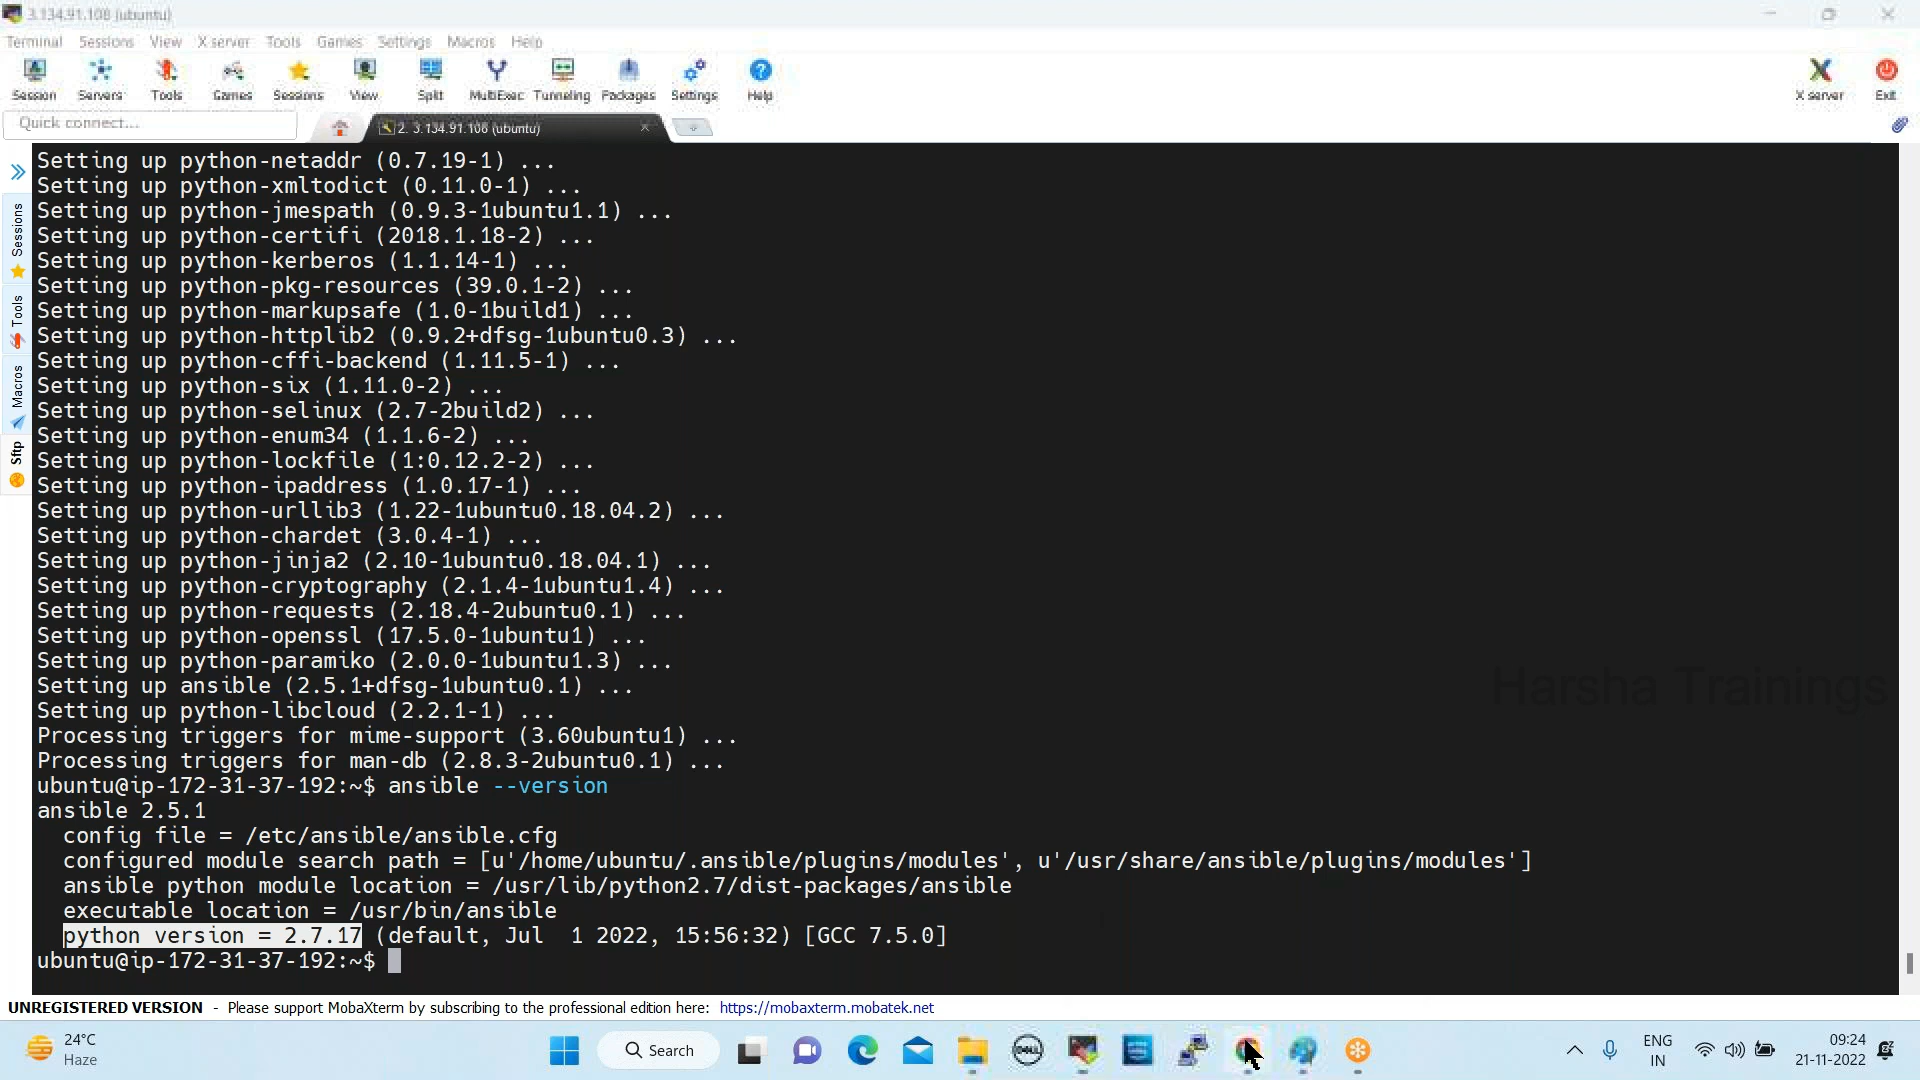 3.134.91.108 (ubuntu)
Terminal Sessions View X server Tools Games Settings Macros Help
Session Servers Tools Games Sessions View Split MultiExec Tunneling Packages Settings Help X server Exit
Quick connect... 2. 3.134.91.108 (ubuntu)
Sessions
Tools
Macros
Sftp
Setting up python-netaddr (0.7.19-1) ...
Setting up python-xmltodict (0.11.0-1) ...
Setting up python-jmespath (0.9.3-1ubuntu1.1) ...
Setting up python-certifi (2018.1.18-2) ...
Setting up python-kerberos (1.1.14-1) ...
Setting up python-pkg-resources (39.0.1-2) ...
Setting up python-markupsafe (1.0-1build1) ...
Setting up python-httplib2 (0.9.2+dfsg-1ubuntu0.3) ...
Setting up python-cffi-backend (1.11.5-1) ...
Setting up python-six (1.11.0-2) ...
Setting up python-selinux (2.7-2build2) ...
Setting up python-enum34 (1.1.6-2) ...
Setting up python-lockfile (1:0.12.2-2) ...
Setting up python-ipaddress (1.0.17-1) ...
Setting up python-urllib3 (1.22-1ubuntu0.18.04.2) ...
Setting up python-chardet (3.0.4-1) ...
Setting up python-jinja2 (2.10-1ubuntu0.18.04.1) ...
Setting up python-cryptography (2.1.4-1ubuntu1.4) ...
Setting up python-requests (2.18.4-2ubuntu0.1) ...
Setting up python-openssl (17.5.0-1ubuntu1) ...
Setting up python-paramiko (2.0.0-1ubuntu1.3) ...
Setting up ansible (2.5.1+dfsg-1ubuntu0.1) ...
Setting up python-libcloud (2.2.1-1) ...
Processing triggers for mime-support (3.60ubuntu1) ...
Processing triggers for man-db (2.8.3-2ubuntu0.1) ...
ubuntu@ip-172-31-37-192:~$ ansible --version
ansible 2.5.1
config file = /etc/ansible/ansible.cfg
configured module search path = [u'/home/ubuntu/.ansible/plugins/modules', u'/usr/share/ansible/plugins/modules']
ansible python module location = /usr/lib/python2.7/dist-packages/ansible
executable location = /usr/bin/ansible
python version = 2.7.17 (default, Jul  1 2022, 15:56:32) [GCC 7.5.0]
ubuntu@ip-172-31-37-192:~$
Harsha Trainings
UNREGISTERED VERSION - Please support MobaXterm by subscribing to the professional edition here: https://mobaxterm.mobatek.net
24°C
Haze
Search
DELL
ENG
IN
09:24
21-11-2022